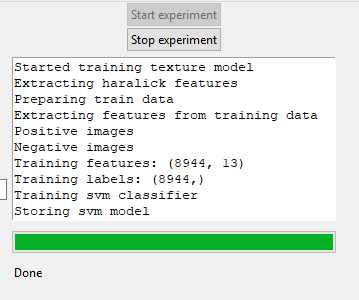 Start experiment
Stop experiment
Started training texture model
Extracting haralick features
Preparing train data
Extracting features from training data
Positive images
Negative images
Training features: (8944, 13)
Training labels: (8944,)
Training svm classifier
Storing svm model
Done